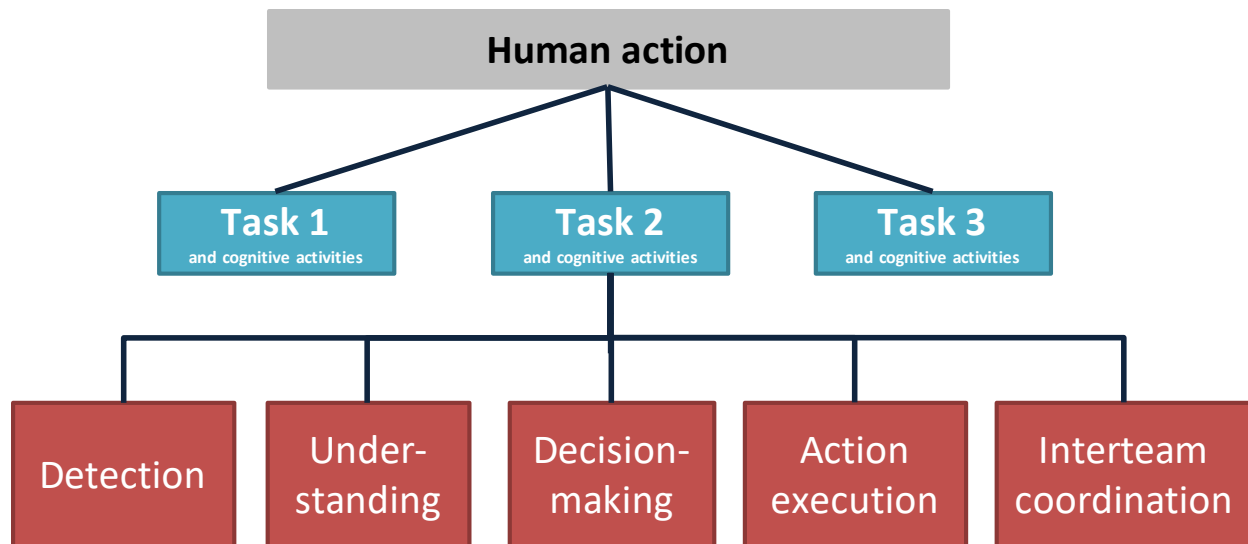 Human action
Task 1
and cognitive activities
Task 2
and cognitive activities
Task 3
and cognitive activities
Detection
Under-
standing
Decision-
making
Action
execution
Interteam
coordination